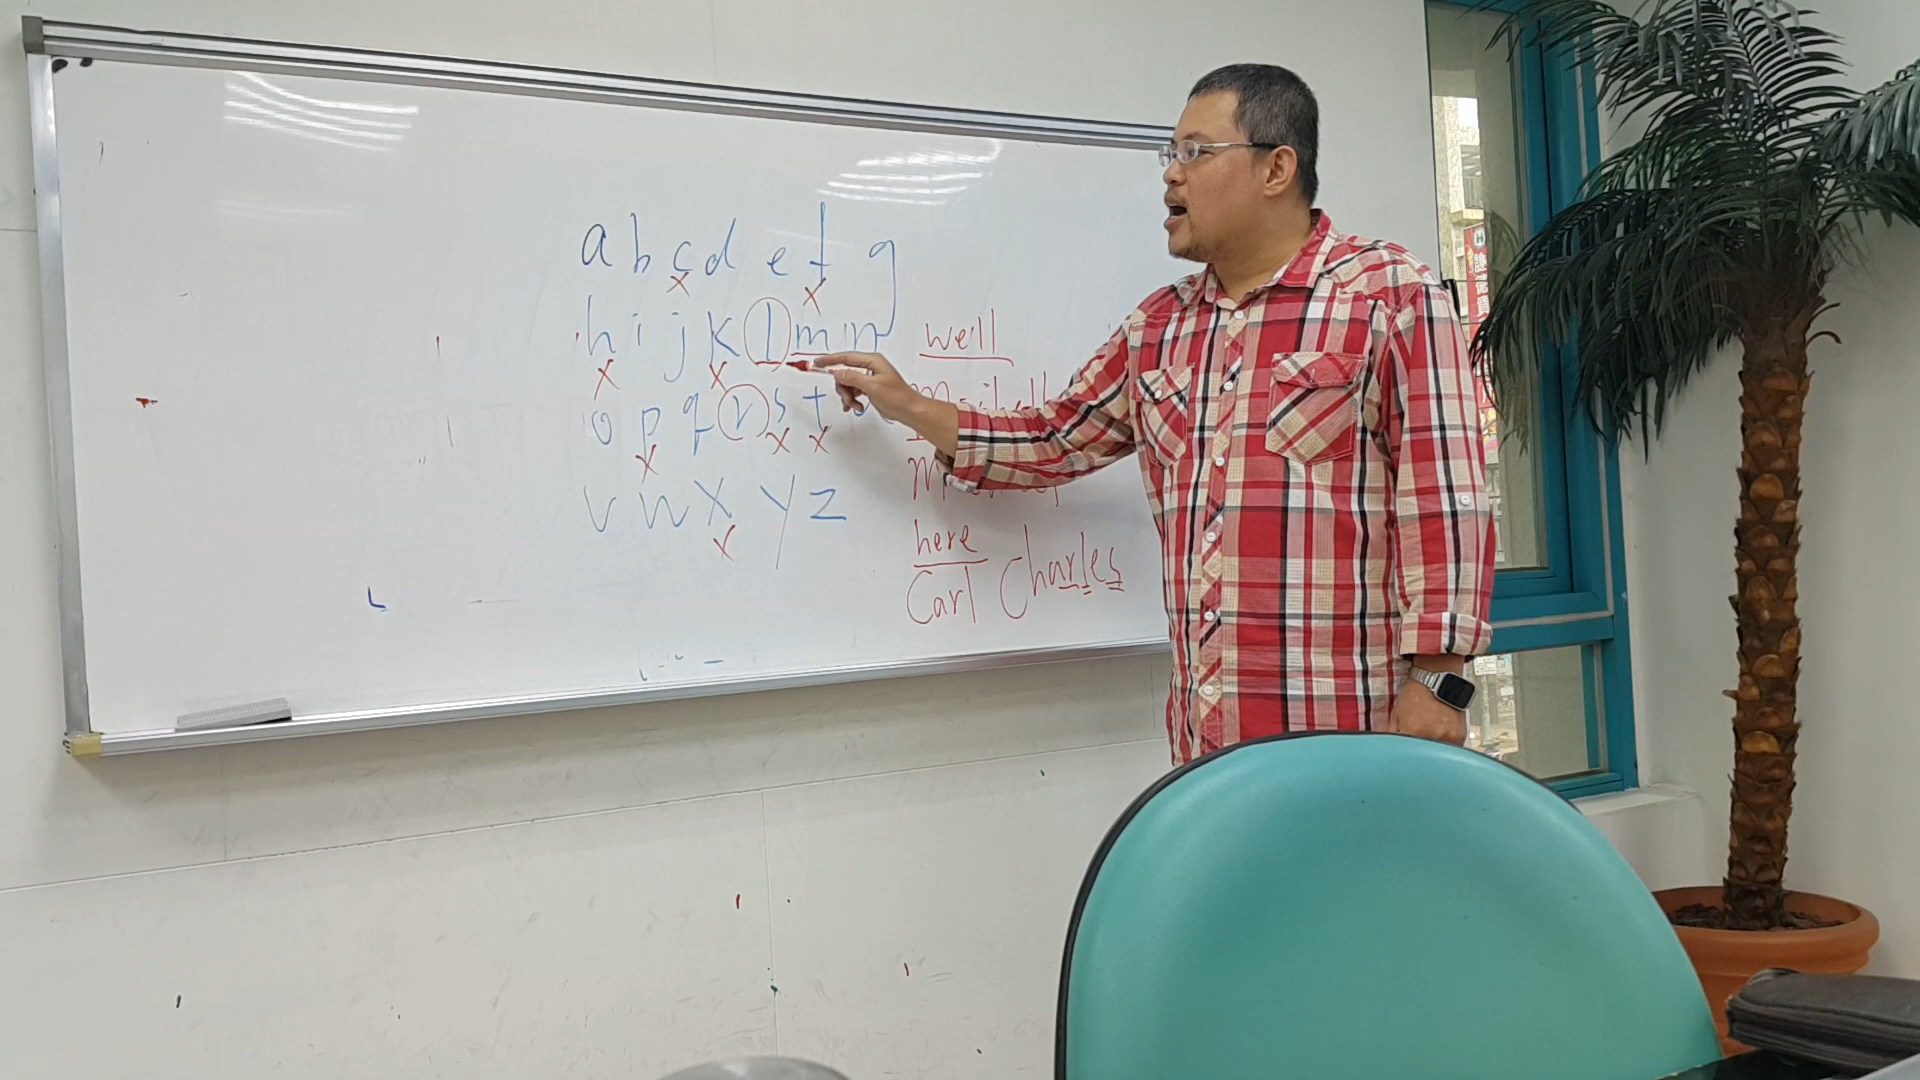 a b c d e f g
x x
h i j k l m n
x x
o p q r s t
x x x
v w x y z
x
well
here
Carl Charles